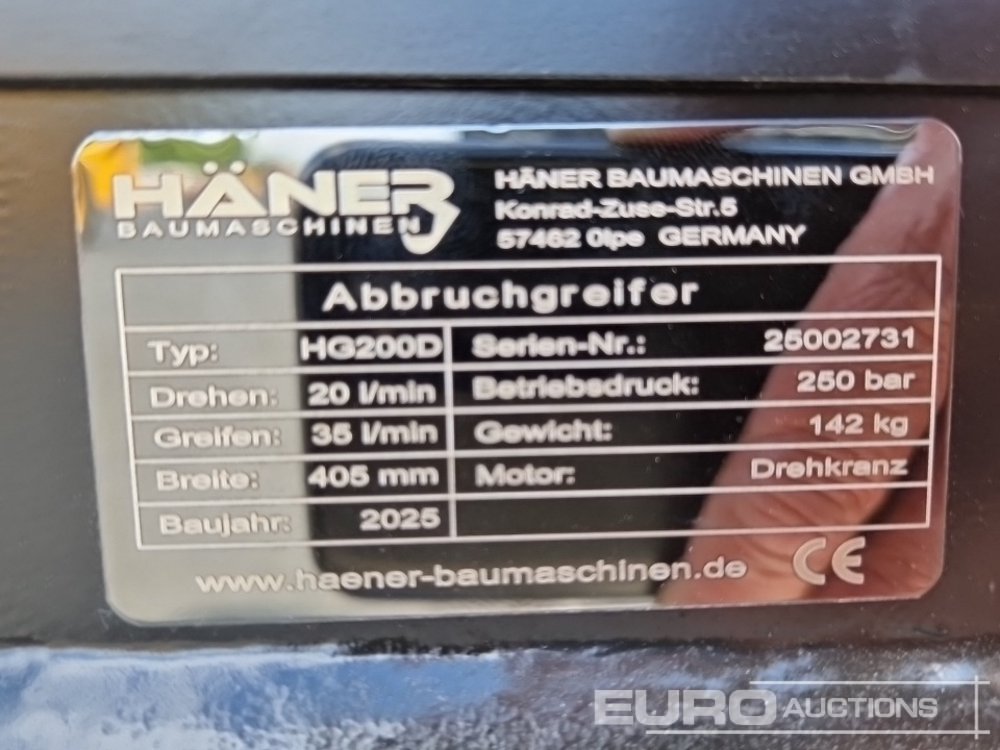 HÄNER
BAUMASCHINEN
HÄNER BAUMASCHINEN GMBH
Konrad-Zuse-Str.5
57462 Olpe GERMANY
Abbruchgreifer
Typ: HG200D Serien-Nr.: 25002731
Drehen: 20 l/min Betriebsdruck: 250 bar
Greifen: 35 l/min Gewicht: 142 kg
Breite: 405 mm Motor: Drehkranz
Baujahr: 2025
www.haener-baumaschinen.de CE
EURO AUCTIONS